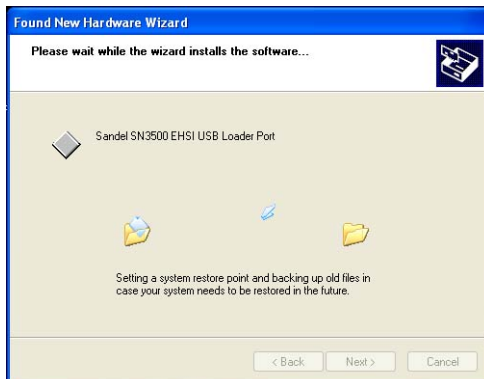 Found New Hardware Wizard
Please wait while the wizard installs the software...
Sandel SN3500 EHSI USB Loader Port
Setting a system restore point and backing up old files in
case your system needs to be restored in the future.
< Back
Next >
Cancel